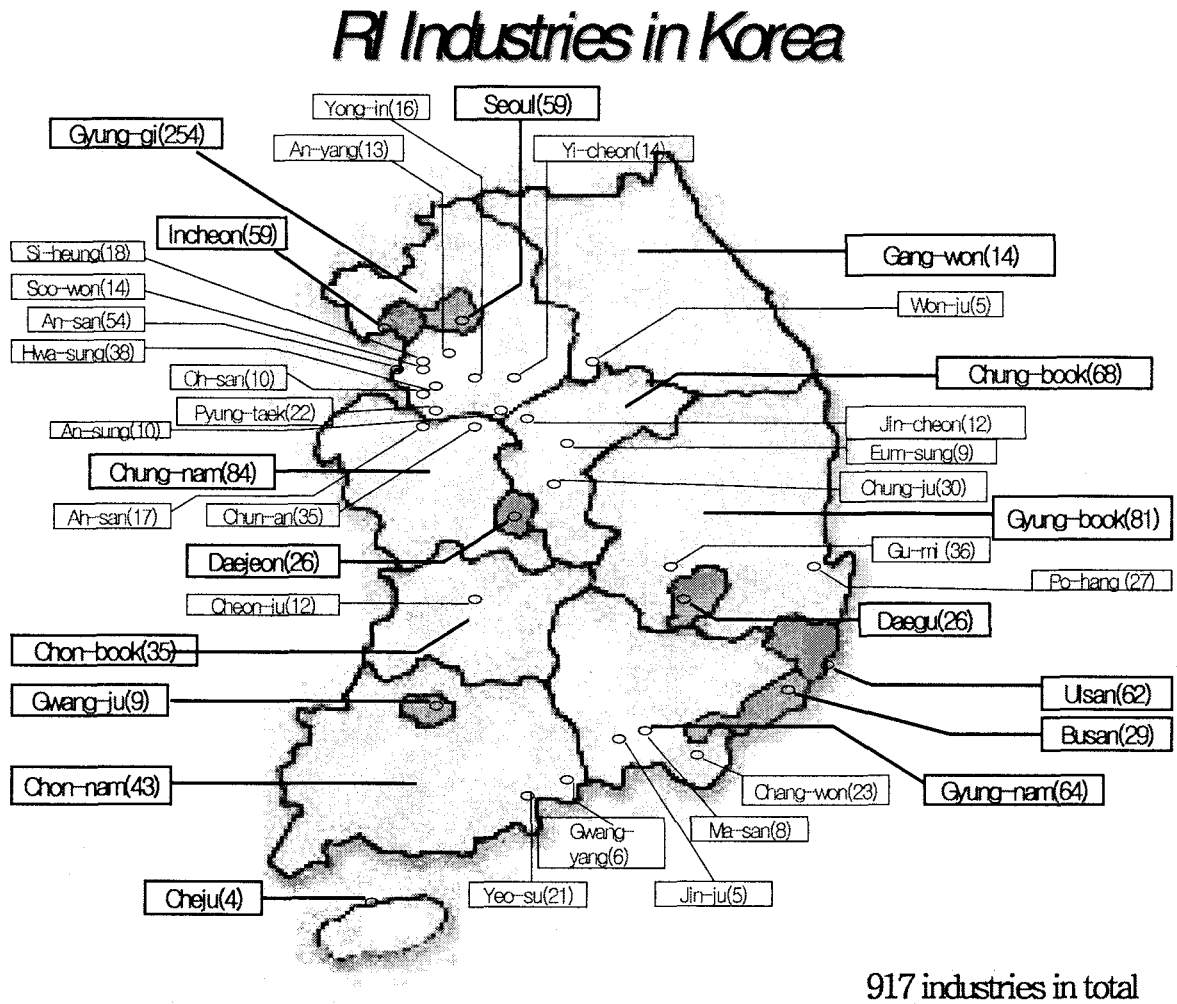 RI Industries in Korea
Yong-in(16)
Seoul(59)
Gyung-gi(254)
An-yang(13)
Yi-cheon(14)
Incheon(59)
Si-heung(18)
Gang-won(14)
Soo-won(14)
Won-ju(5)
An-san(54)
Hwa-sung(38)
Oh-san(10)
Chung-book(68)
Pyung-taek(22)
Jin-cheon(12)
An-sung(10)
Eum-sung(9)
Chung-nam(84)
Chung-ju(30)
Ah-san(17)
Chun-an(35)
Gyung-book(81)
Daejeon(26)
Gu-mi (36)
Po-hang (27)
Cheon-ju(12)
Daegu(26)
Chon-book(35)
Gwang-ju(9)
Ulsan(62)
Busan(29)
Chon-nam(43)
Chang-won(23)
Gyung-nam(64)
Ma-san(8)
Gwang-
yang(6)
Cheju(4)
Yeo-su(21)
Jin-ju(5)
917 industries in total